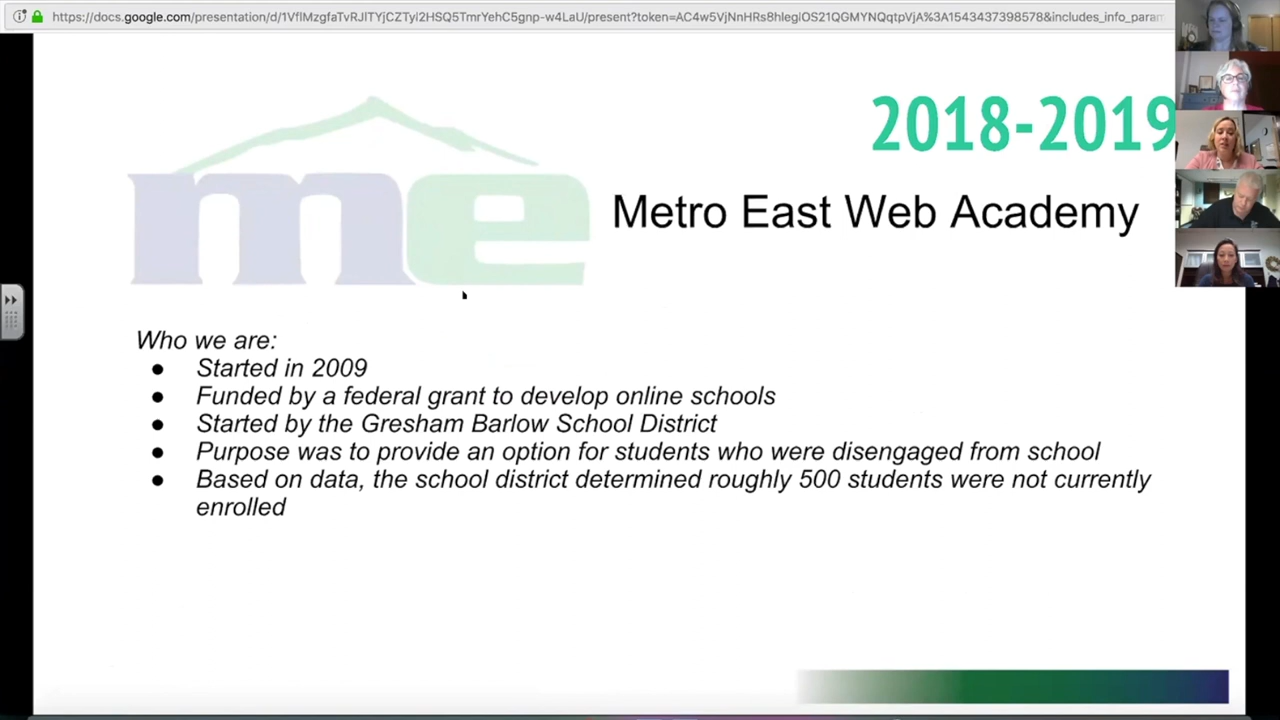 https://docs.google.com/presentation/d/1VflMzgfaTvRJlTYjCZTyi2HSQ5TmrYehC5gnp-w4LaU/present?token=AC4w5VjNnHRs8hIegiOS21QGMYNQqtpVjA%3A1543437398578&includes_info_param
2018-2019
me
Metro East Web Academy
Who we are:
● Started in 2009
● Funded by a federal grant to develop online schools
● Started by the Gresham Barlow School District
● Purpose was to provide an option for students who were disengaged from school
● Based on data, the school district determined roughly 500 students were not currently
enrolled